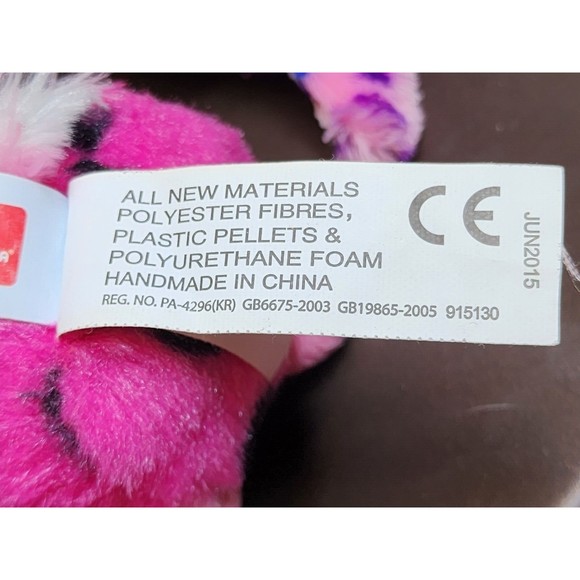 ALL NEW MATERIALS
POLYESTER FIBRES,
PLASTIC PELLETS &
POLYURETHANE FOAM
HANDMADE IN CHINA
REG. NO. PA-4296(KR) GB6675-2003 GB19865-2005 915130
CE
JUN2015